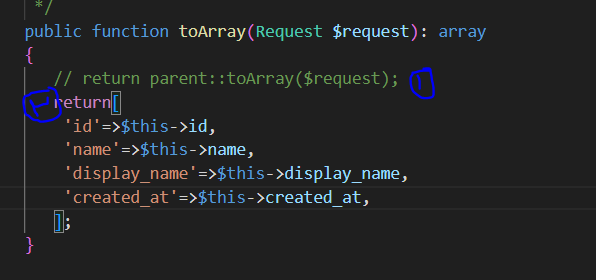 */
public function toArray(Request $request): array
{
// return parent::toArray($request); 1
return[
'id'=>$this->id,
'name'=>$this->name,
'display_name'=>$this->display_name,
'created_at'=>$this->created_at,
];
}